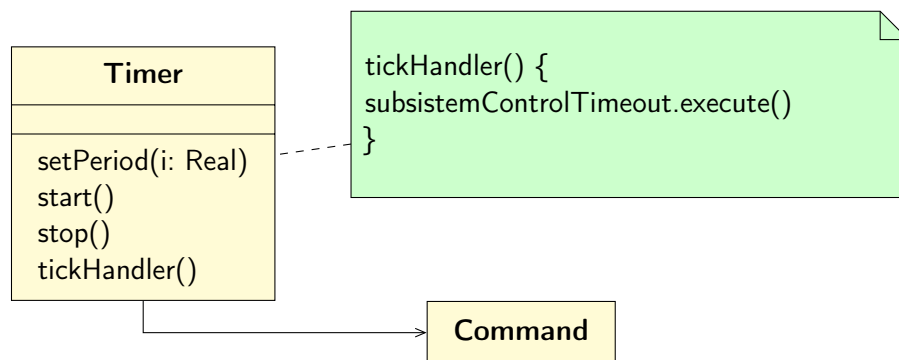 Timer
setPeriod(i: Real)
start()
stop()
tickHandler()
tickHandler() {
subsistemControlTimeout.execute()
}
Command